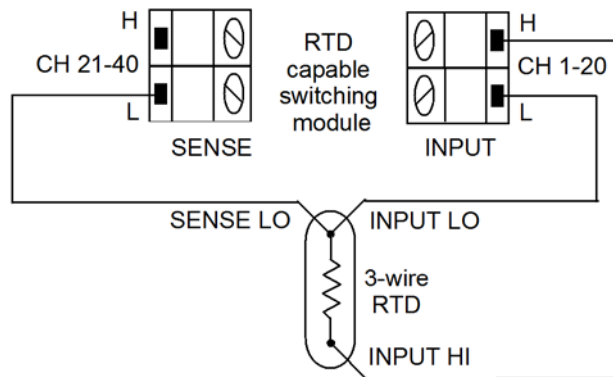 H
CH 21-40
L
SENSE
RTD
capable
switching
module
H
CH 1-20
L
INPUT
SENSE LO
INPUT LO
3-wire
RTD
INPUT HI